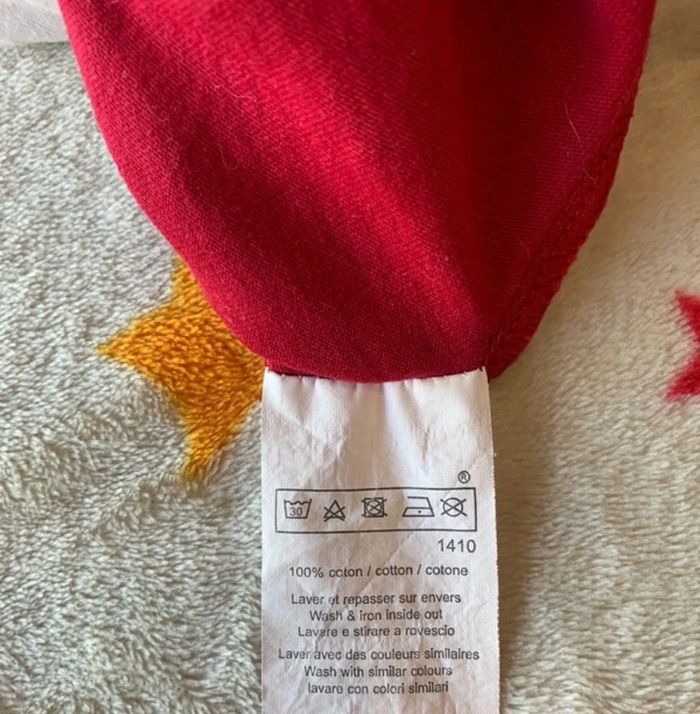 ®
30
1410
100% coton / cotton / cotone
Laver et repasser sur envers
Wash & iron inside out
Lavare e stirare a rovescio
Laver avec des couleurs similaires
Wash with similar colours
lavare con colori similari